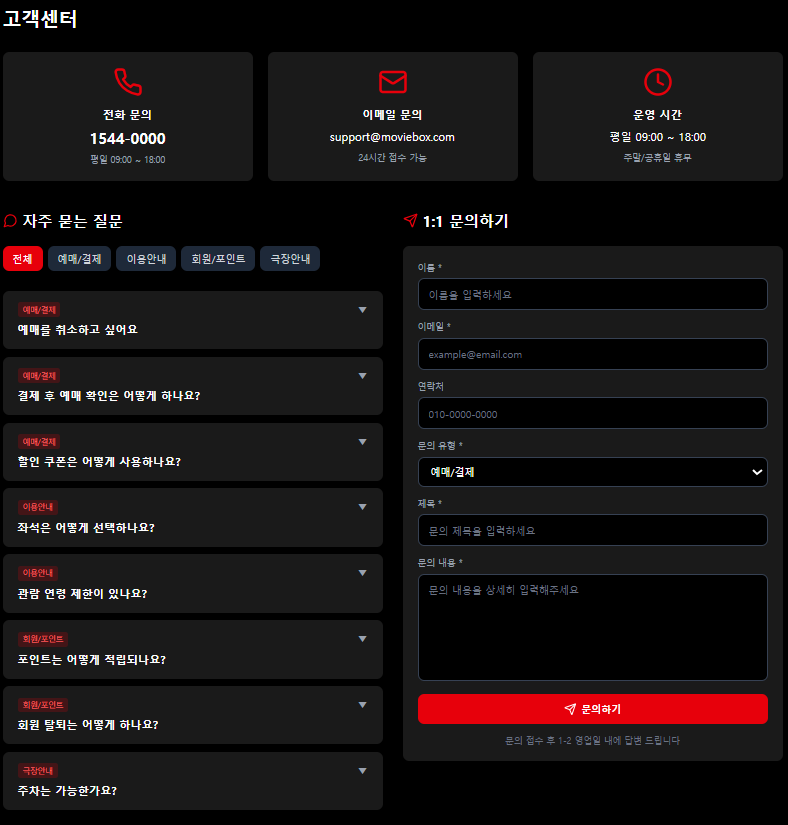 고객센터
전화 문의
1544-0000
평일 09:00 ~ 18:00
이메일 문의
support@moviebox.com
24시간 접수 가능
운영 시간
평일 09:00 ~ 18:00
주말/공휴일 휴무
자주 묻는 질문
전체 예매/결제 이용안내 회원/포인트 극장안내
예매/결제
예매를 취소하고 싶어요
예매/결제
결제 후 예매 확인은 어떻게 하나요?
예매/결제
할인 쿠폰은 어떻게 사용하나요?
이용안내
좌석은 어떻게 선택하나요?
이용안내
관람 연령 제한이 있나요?
회원/포인트
포인트는 어떻게 적립되나요?
회원/포인트
회원 탈퇴는 어떻게 하나요?
극장안내
주차는 가능한가요?
1:1 문의하기
이름 *
이름을 입력하세요
이메일 *
example@email.com
연락처
010-0000-0000
문의 유형 *
예매/결제
제목 *
문의 제목을 입력하세요
문의 내용 *
문의 내용을 상세히 입력해주세요
문의하기
문의 접수 후 1-2 영업일 내에 답변 드립니다